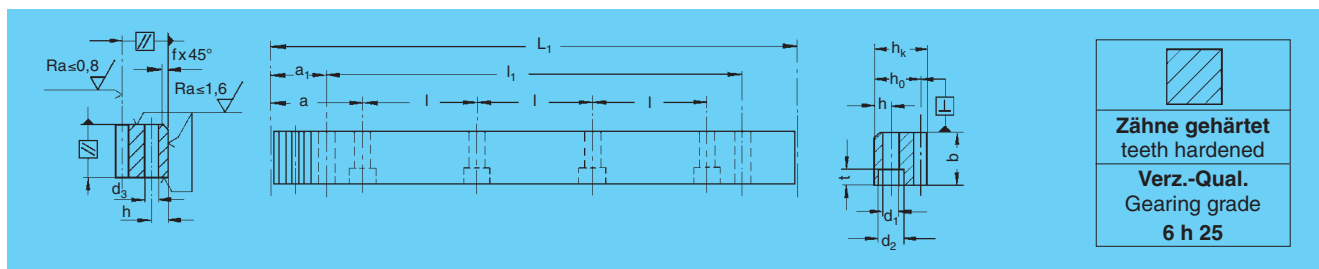 f x 45°
Ra≤0,8
Ra≤1,6
d₃
h
L₁
a₁
l₁
a
l
l
l
hₖ
h₀
h
b
t
d₁
d₂
Zähne gehärtet
teeth hardened
Verz.-Qual.
Gearing grade
6 h 25